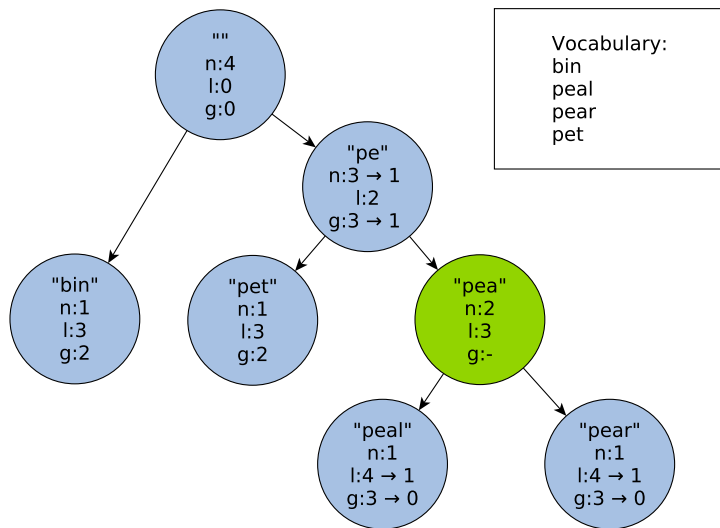 ""
n:4
l:0
g:0
Vocabulary:
bin
peal
pear
pet
"pe"
n:3 → 1
l:2
g:3 → 1
"bin"
n:1
l:3
g:2
"pet"
n:1
l:3
g:2
"pea"
n:2
l:3
g:-
"peal"
n:1
l:4 → 1
g:3 → 0
"pear"
n:1
l:4 → 1
g:3 → 0